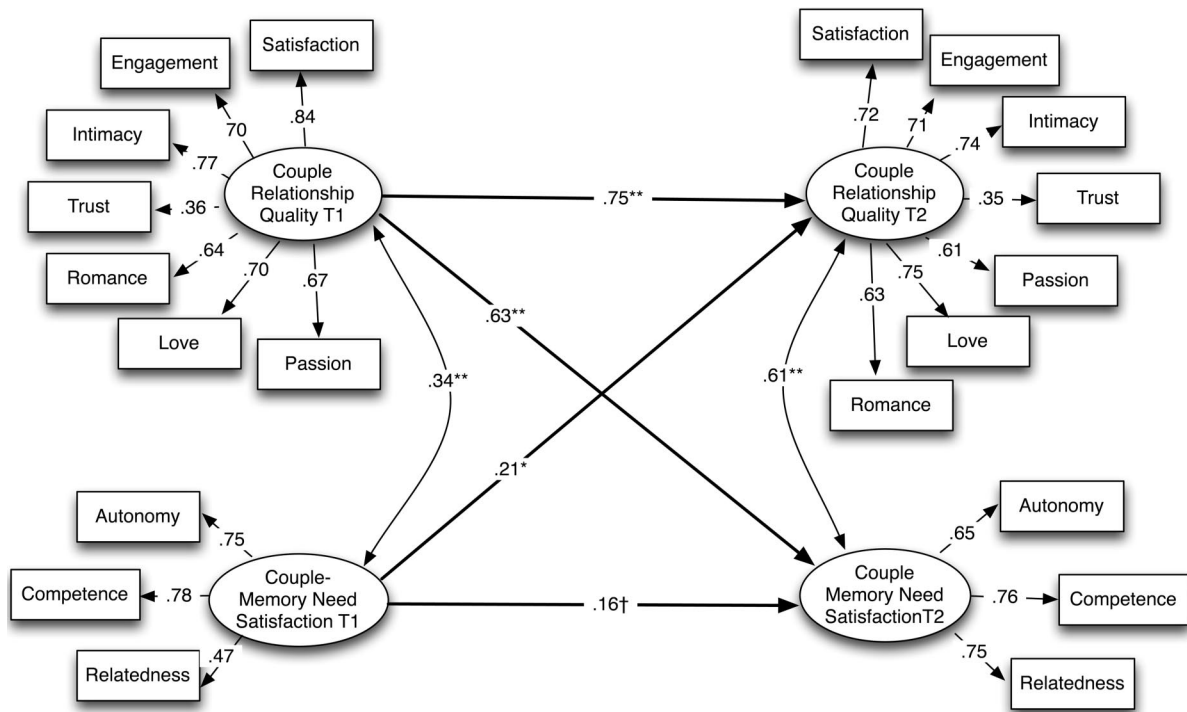 Satisfaction
Satisfaction
Engagement
Engagement
.84
.72
70
71
Intimacy
Intimacy
.77
.74
Couple
Relationship
Quality T1
Couple
Relationship
Quality T2
.75**
Trust
.36
.35
Trust
.64
.61
Romance
.70
.67
.63
.75
Passion
Love
Passion
.63**
Love
.34**
.61**
Romance
.21*
Autonomy
.75
.65
Autonomy
Couple-
Memory Need
Satisfaction T1
Couple
Memory Need
SatisfactionT2
Competence
.78
.16†
.76
Competence
.47
.75
Relatedness
Relatedness